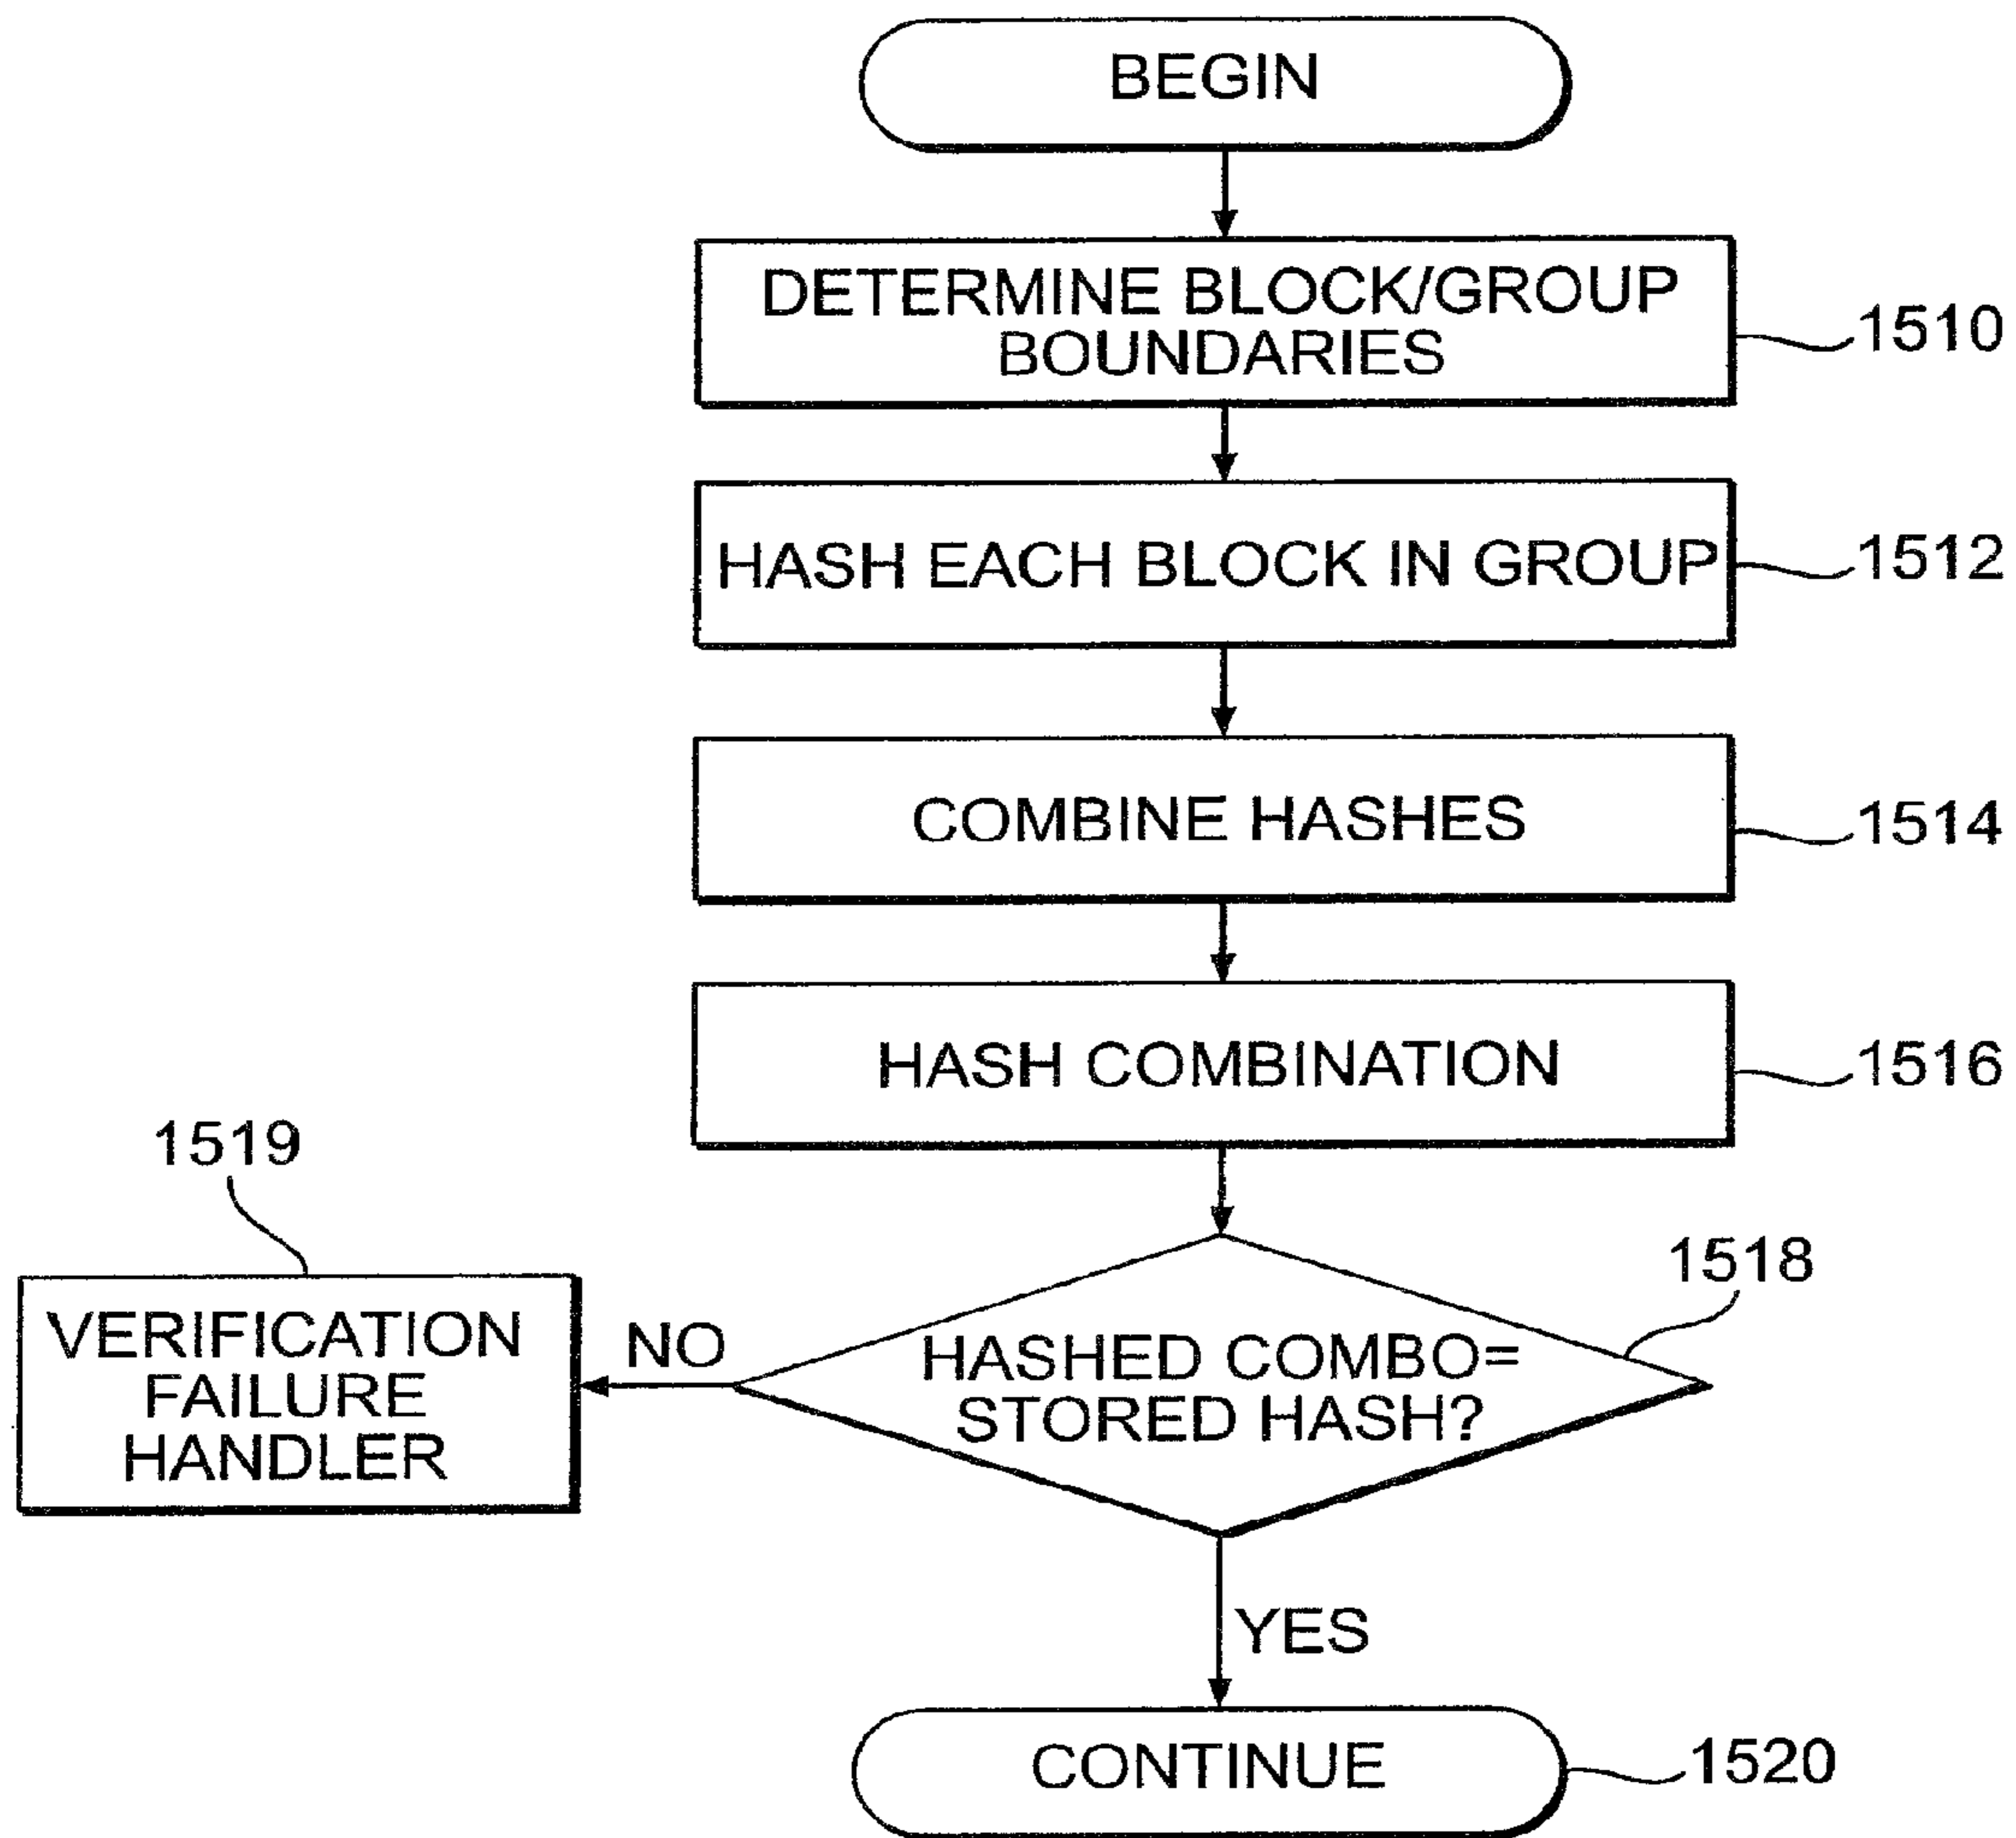 BEGIN
DETERMINE BLOCK/GROUP
BOUNDARIES
1510
HASH EACH BLOCK IN GROUP
1512
COMBINE HASHES
1514
HASH COMBINATION
1516
1519
VERIFICATION
FAILURE
HANDLER
NO
1518
HASHED COMBO=
STORED HASH?
YES
CONTINUE
1520